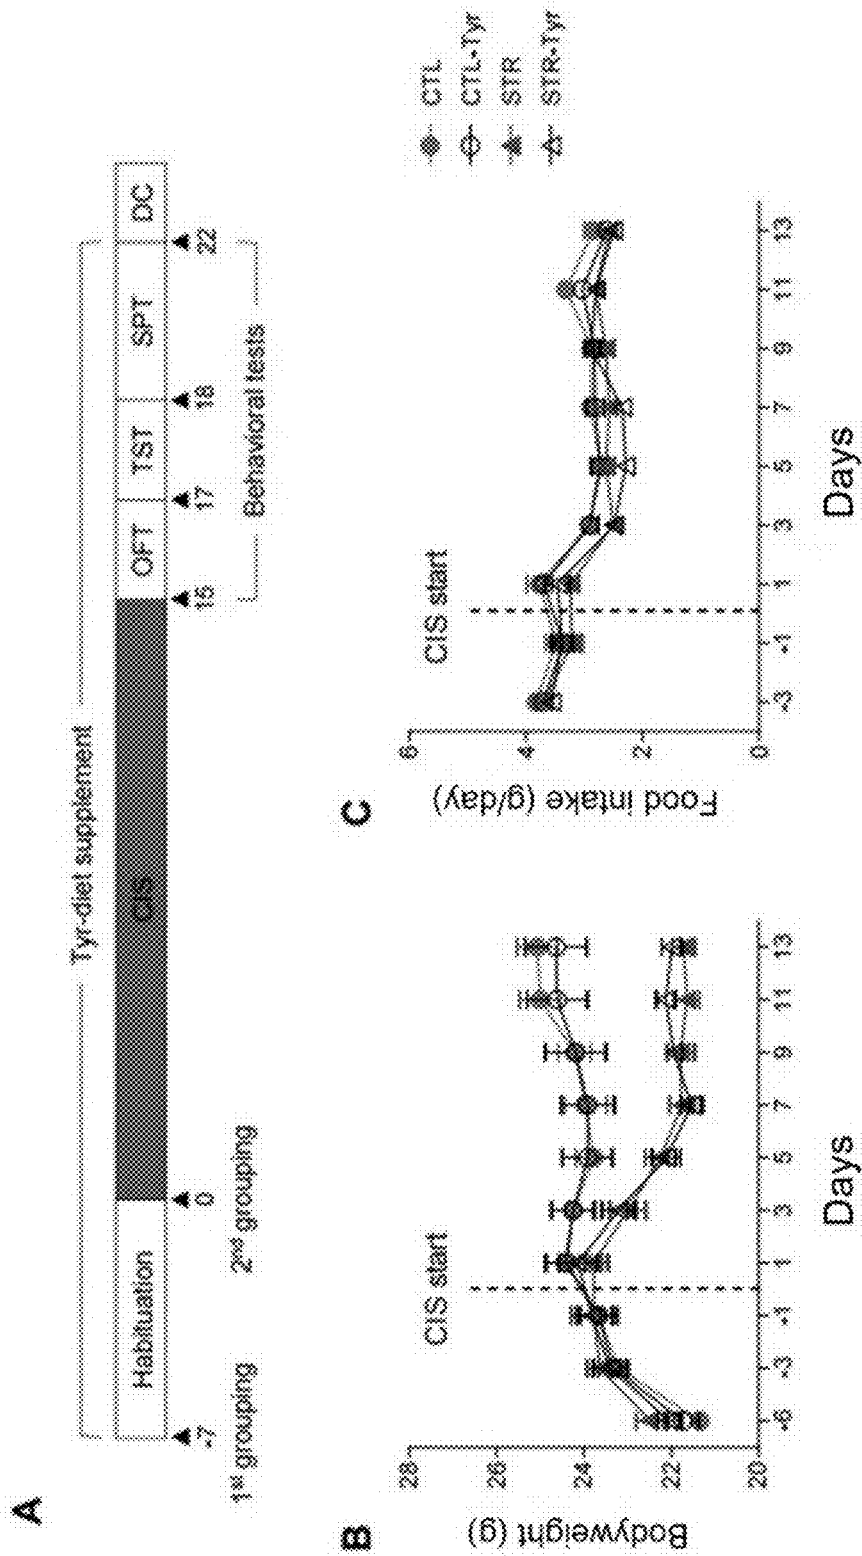 A
Tyr-diet supplement
Habituation
CIS
OFT
TST
SPT
DC
-7
0
15
17
18
22
1st grouping
2nd grouping
Behavioral tests
B
Bodyweight (g)
28
26
24
22
20
CIS start
-6 -3 -1 1 3 5 7 9 11 13
Days
C
Food intake (g/day)
6
4
2
0
CIS start
-3 -1 1 3 5 7 9 11 13
Days
CTL
CTL-Tyr
STR
STR-Tyr